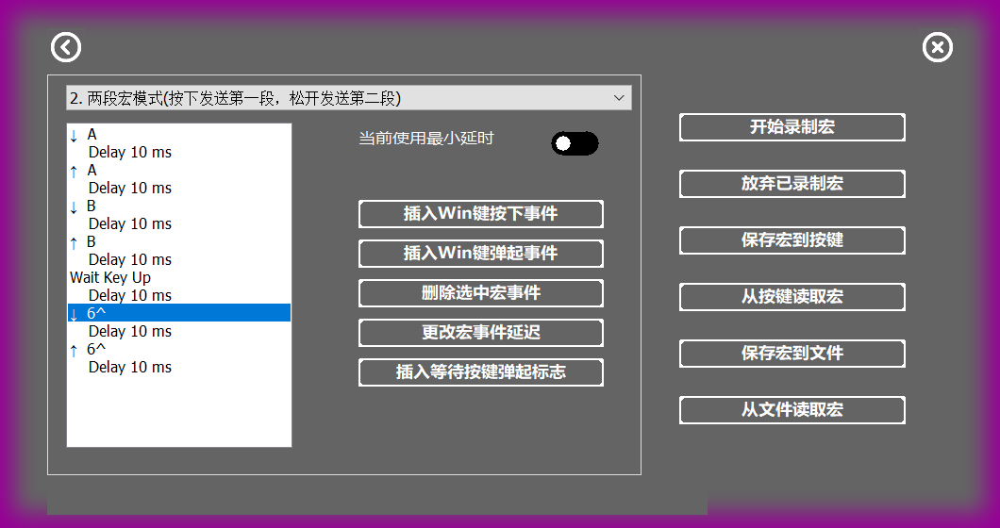 2. 两段宏模式(按下发送第一段，松开发送第二段)
↓ A
Delay 10 ms
↑ A
Delay 10 ms
↓ B
Delay 10 ms
↑ B
Delay 10 ms
Wait Key Up
Delay 10 ms
↓ 6^
Delay 10 ms
↑ 6^
Delay 10 ms
当前使用最小延时
插入Win键按下事件
插入Win键弹起事件
删除选中宏事件
更改宏事件延迟
插入等待按键弹起标志
开始录制宏
放弃已录制宏
保存宏到按键
从按键读取宏
保存宏到文件
从文件读取宏